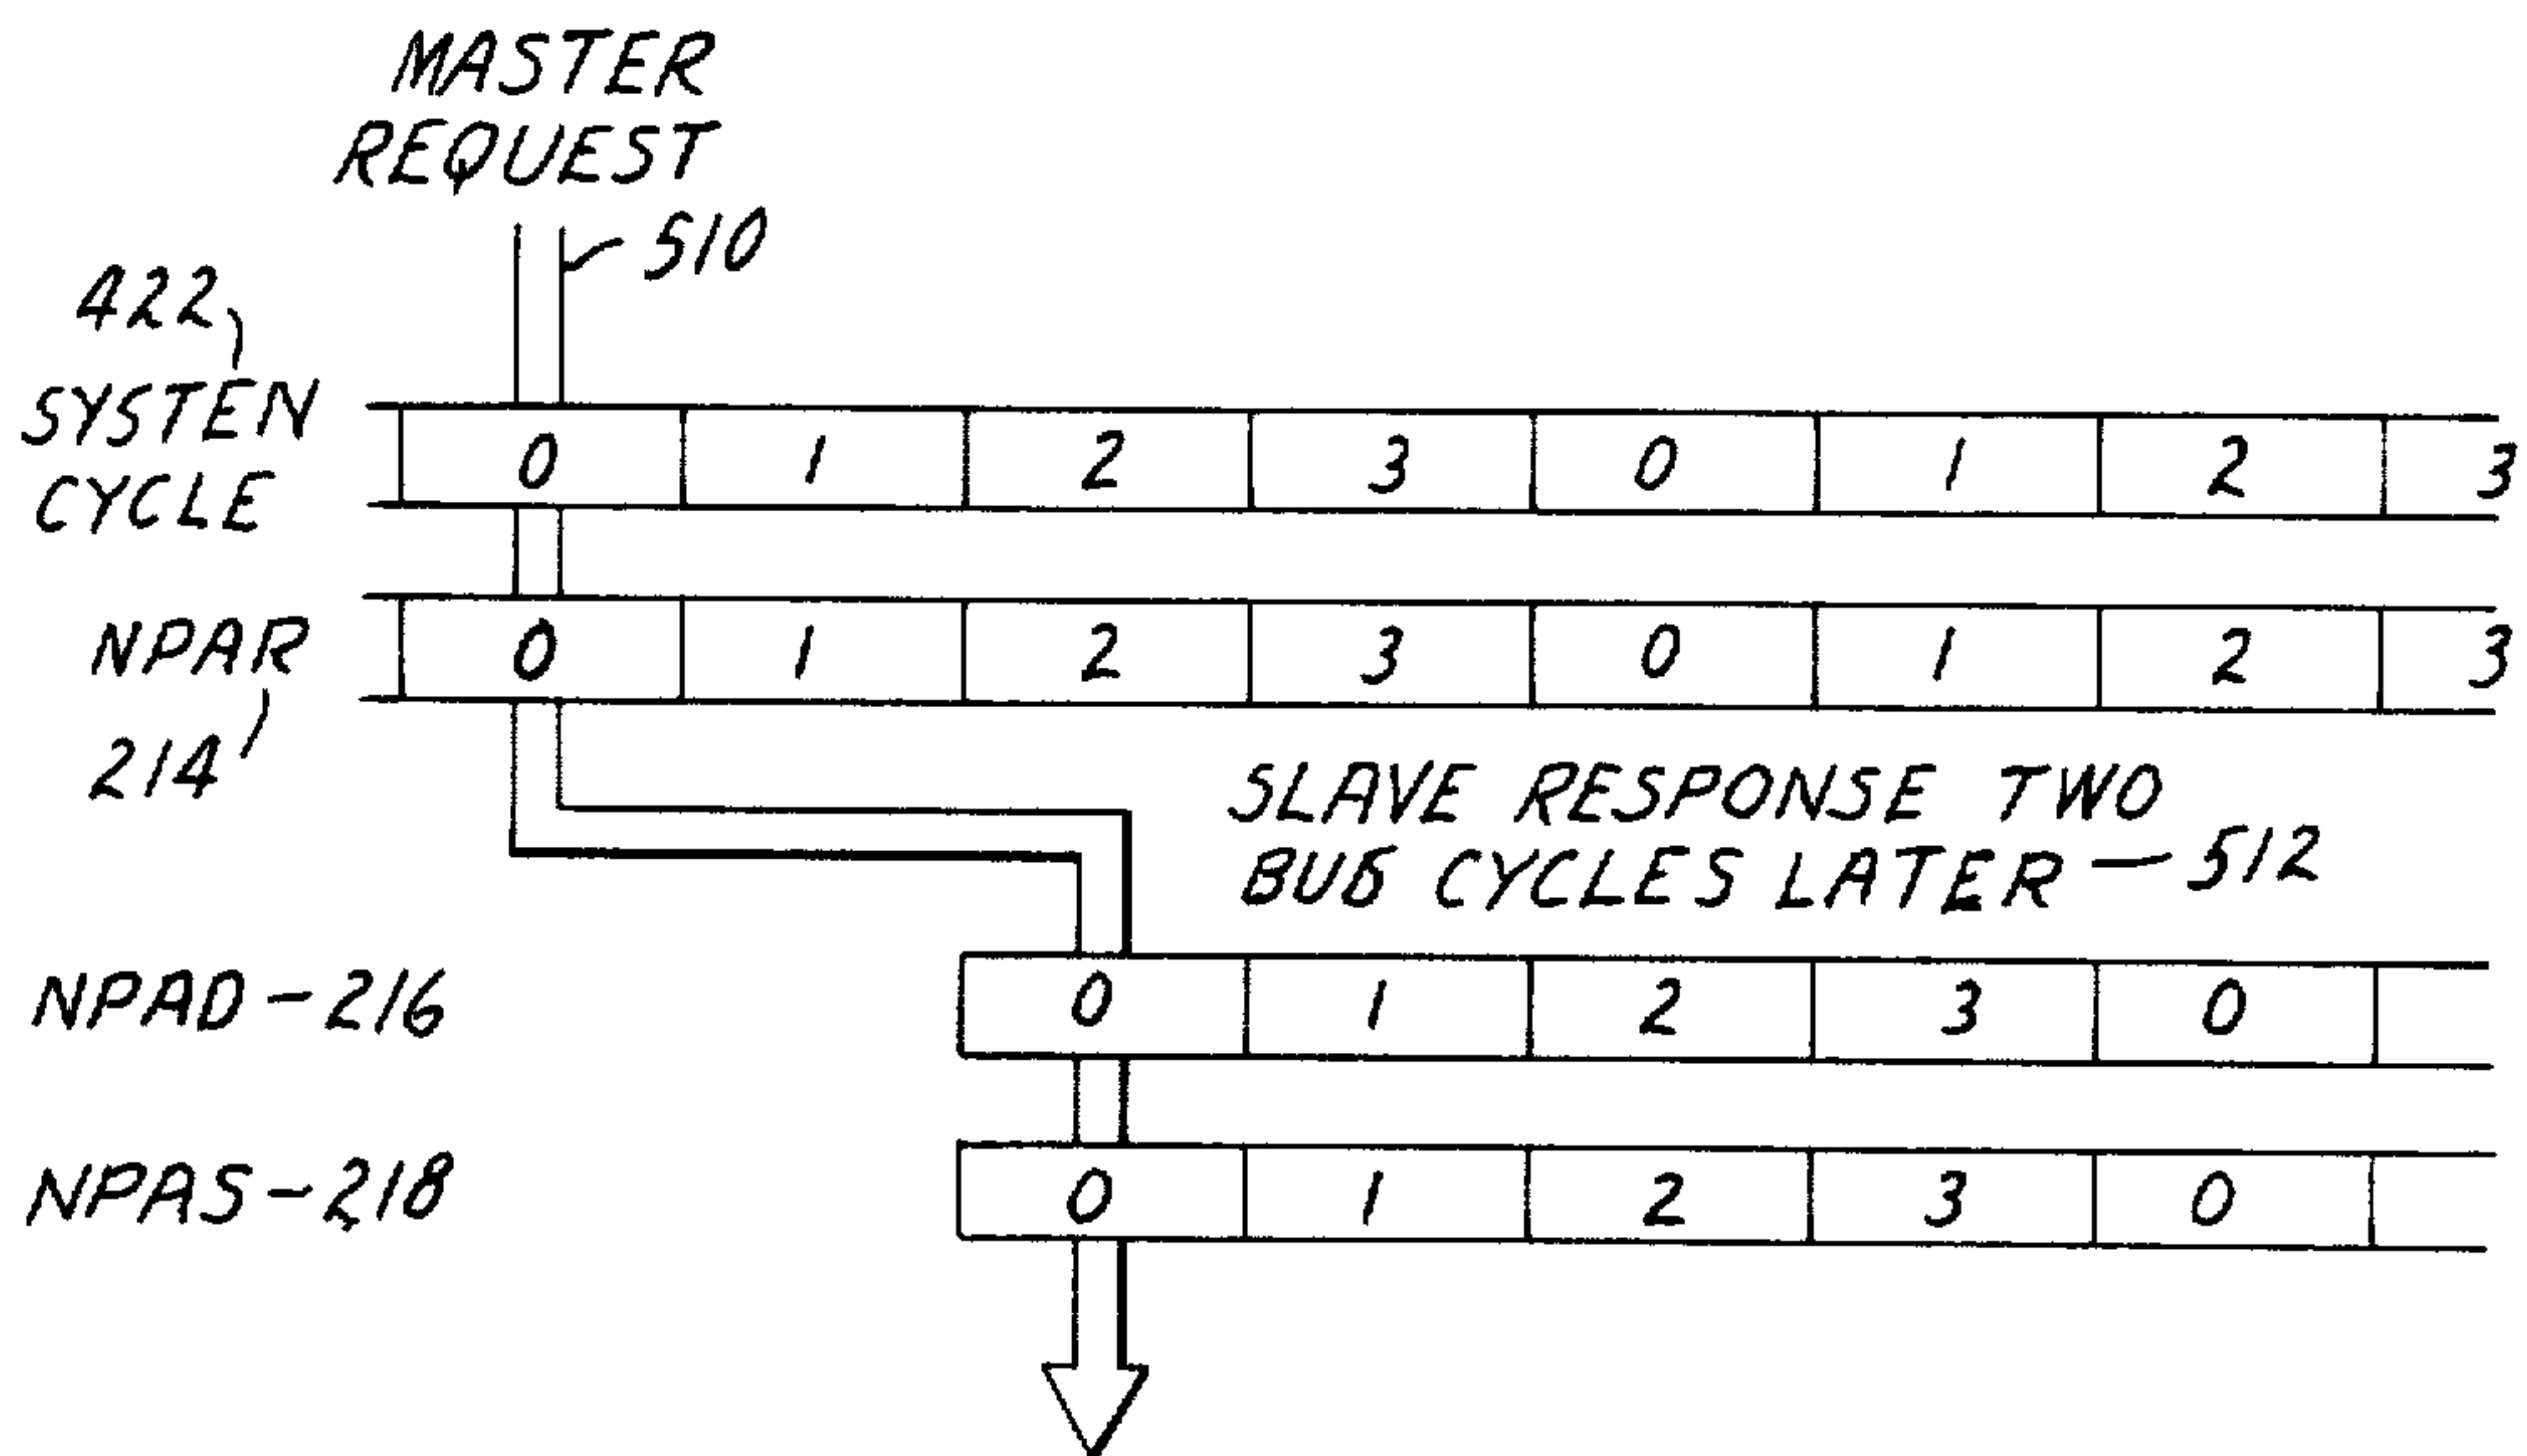 MASTER
REQUEST
510
422
SYSTEN
CYCLE
0 1 2 3 0 1 2 3
NPAR
0 1 2 3 0 1 2 3
214
SLAVE RESPONSE TWO
BUS CYCLES LATER — 512
NPAD - 216
0 1 2 3 0
NPAS - 218
0 1 2 3 0